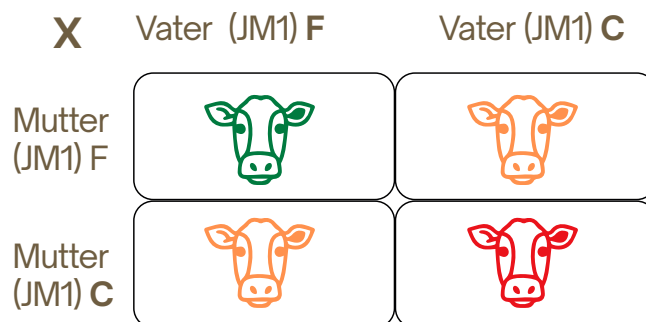 X Vater (JM1) F Vater (JM1) C
Mutter
(JM1) F
Mutter
(JM1) C